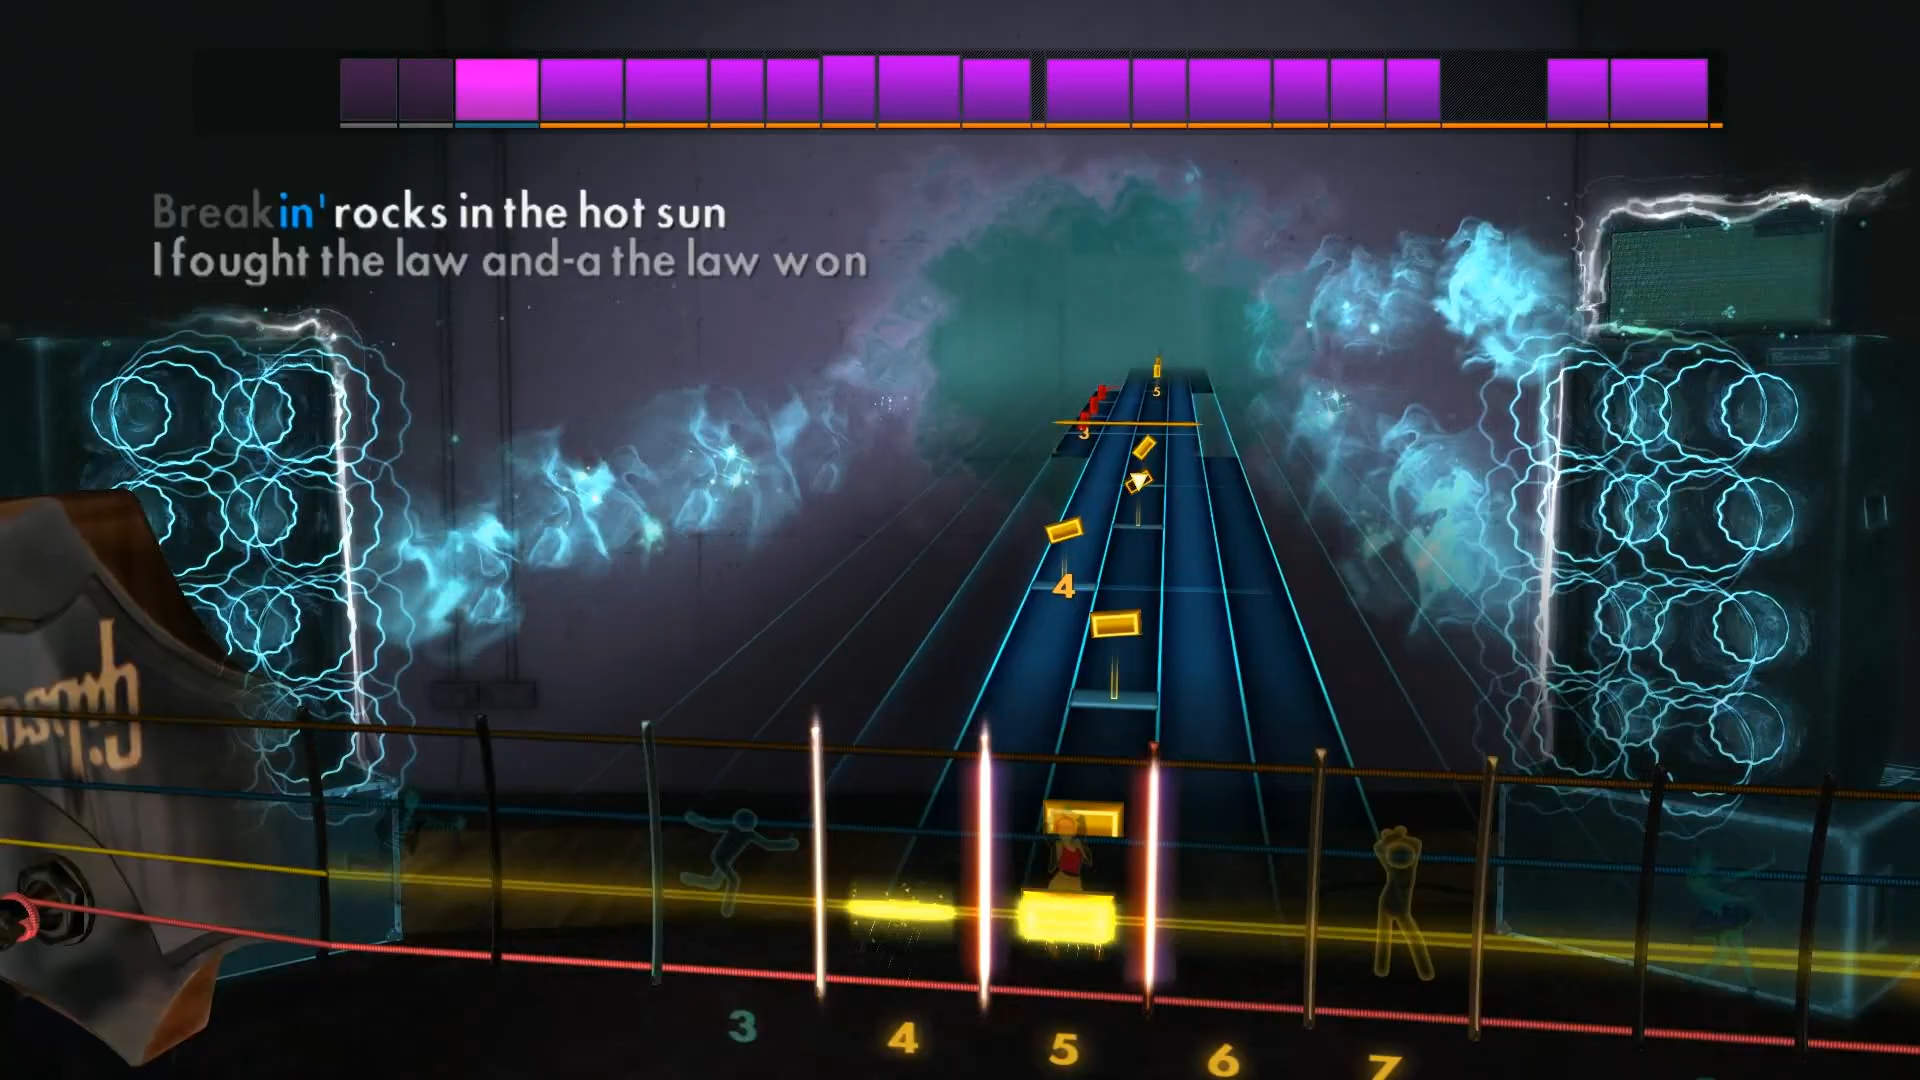 Breakin' rocks in the hot sun
I fought the law and-a the law won
5
3
4
Gibson
3 4 5 6 7